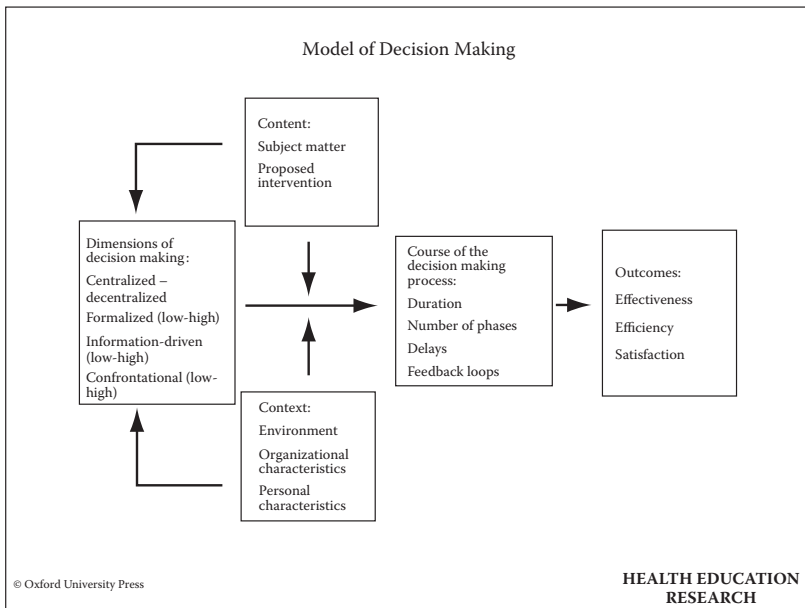 Model of Decision Making
Content:
Subject matter
Proposed
intervention
Dimensions of
decision making:
Centralized –
decentralized
Formalized (low-high)
Information-driven
(low-high)
Confrontational (low-
high)
Course of the
decision making
process:
Duration
Number of phases
Delays
Feedback loops
Outcomes:
Effectiveness
Efficiency
Satisfaction
Context:
Environment
Organizational
characteristics
Personal
characteristics
© Oxford University Press
HEALTH EDUCATION
RESEARCH